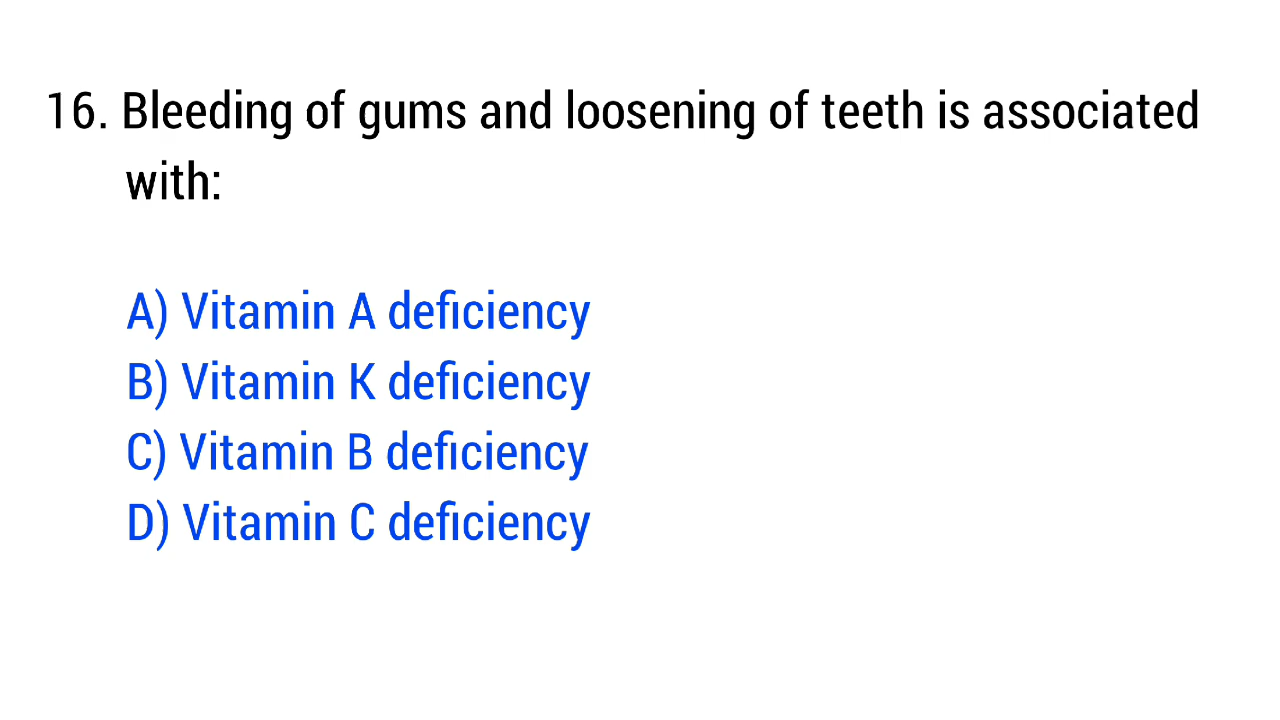 16. Bleeding of gums and loosening of teeth is associated
with:
A) Vitamin A deficiency
B) Vitamin K deficiency
C) Vitamin B deficiency
D) Vitamin C deficiency